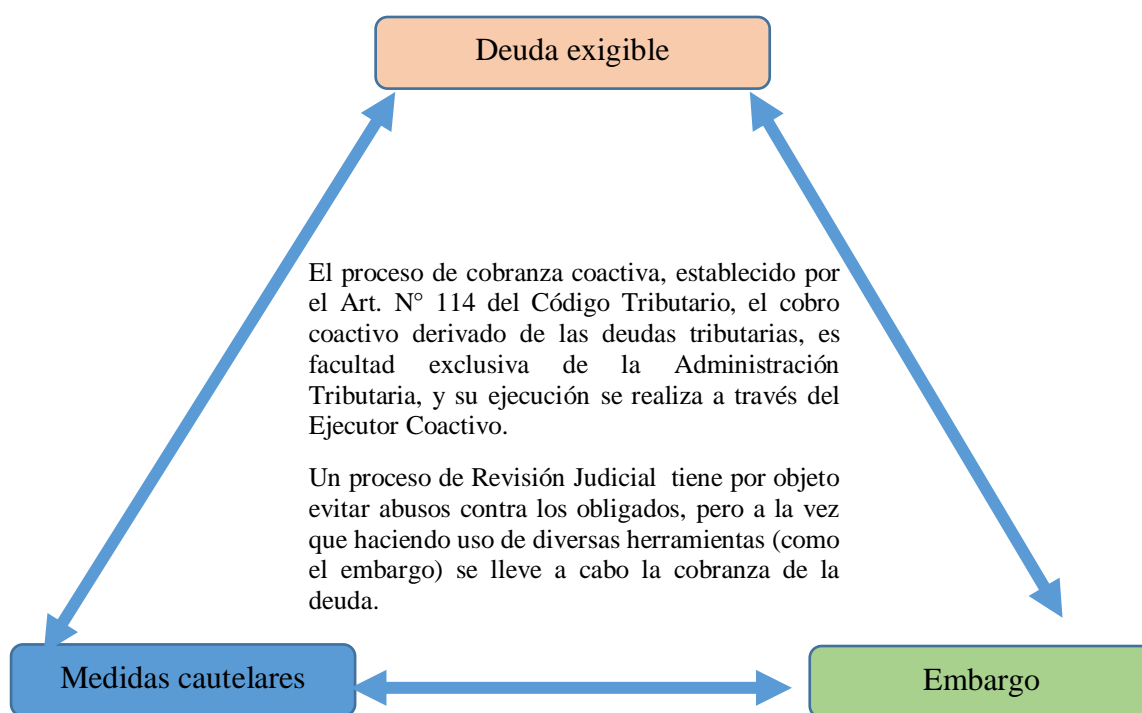 Deuda exigible
El proceso de cobranza coactiva, establecido por
el Art. N° 114 del Código Tributario, el cobro
coactivo derivado de las deudas tributarias, es
facultad exclusiva de la Administración
Tributaria, y su ejecución se realiza a través del
Ejecutor Coactivo.
Un proceso de Revisión Judicial tiene por objeto
evitar abusos contra los obligados, pero a la vez
que haciendo uso de diversas herramientas (como
el embargo) se lleve a cabo la cobranza de la
deuda.
Medidas cautelares
Embargo